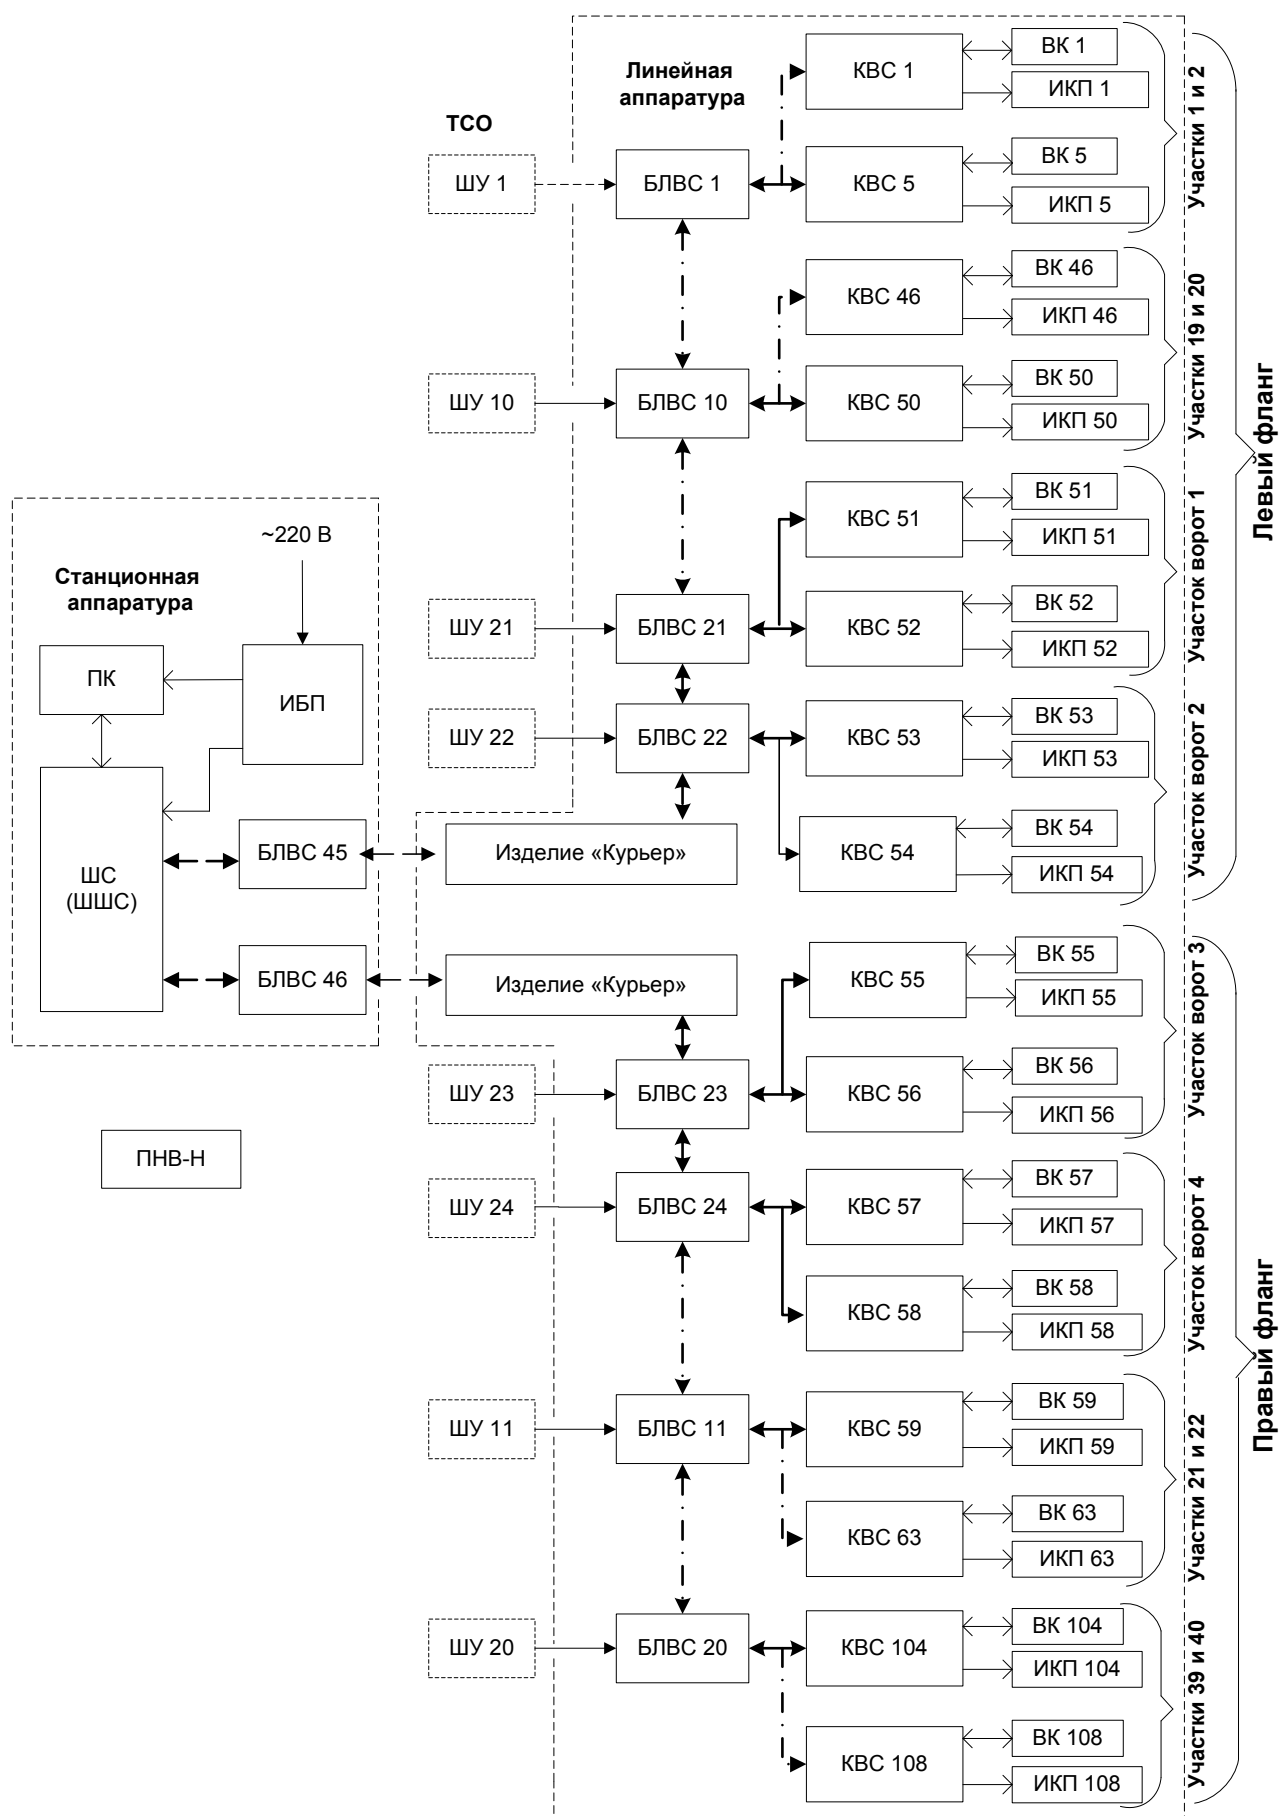 Линейная
аппаратура
ТСО
КВС 1
ВК 1
ИКП 1
ШУ 1
БЛВС 1
КВС 5
ВК 5
ИКП 5
Участки 1 и 2
КВС 46
ВК 46
ИКП 46
ШУ 10
БЛВС 10
КВС 50
ВК 50
ИКП 50
Участки 19 и 20
Левый фланг
КВС 51
ВК 51
ИКП 51
ШУ 21
БЛВС 21
КВС 52
ВК 52
ИКП 52
Участок ворот 1
~220 В
Станционная
аппаратура
ПК
ИБП
ШУ 22
БЛВС 22
КВС 53
ВК 53
ИКП 53
КВС 54
ВК 54
ИКП 54
Участок ворот 2
ШС
(ШШС)
БЛВС 45
Изделие «Курьер»
БЛВС 46
Изделие «Курьер»
КВС 55
ВК 55
ИКП 55
ШУ 23
БЛВС 23
КВС 56
ВК 56
ИКП 56
Участок ворот 3
ПНВ-Н
ШУ 24
БЛВС 24
КВС 57
ВК 57
ИКП 57
КВС 58
ВК 58
ИКП 58
Участок ворот 4
Правый фланг
ШУ 11
БЛВС 11
КВС 59
ВК 59
ИКП 59
КВС 63
ВК 63
ИКП 63
Участки 21 и 22
ШУ 20
БЛВС 20
КВС 104
ВК 104
ИКП 104
КВС 108
ВК 108
ИКП 108
Участки 39 и 40